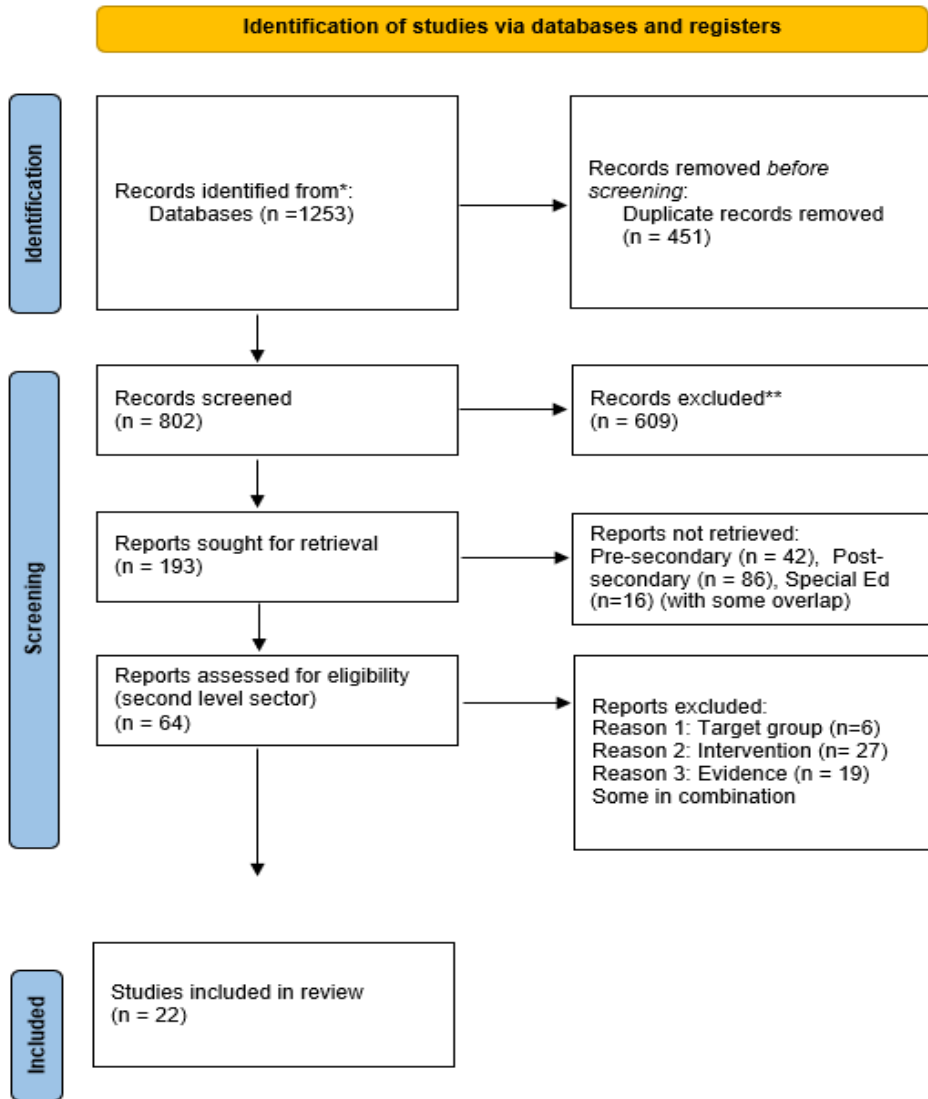 Identification of studies via databases and registers
Identification
Records identified from*:
Databases (n =1253)
Records removed before
screening:
Duplicate records removed
(n = 451)
Screening
Records screened
(n = 802)
Records excluded**
(n = 609)
Reports sought for retrieval
(n = 193)
Reports not retrieved:
Pre-secondary (n = 42),  Post-
secondary (n = 86), Special Ed
(n=16) (with some overlap)
Reports assessed for eligibility
(second level sector)
(n = 64)
Reports excluded:
Reason 1: Target group (n=6)
Reason 2: Intervention (n= 27)
Reason 3: Evidence (n = 19)
Some in combination
Included
Studies included in review
(n = 22)